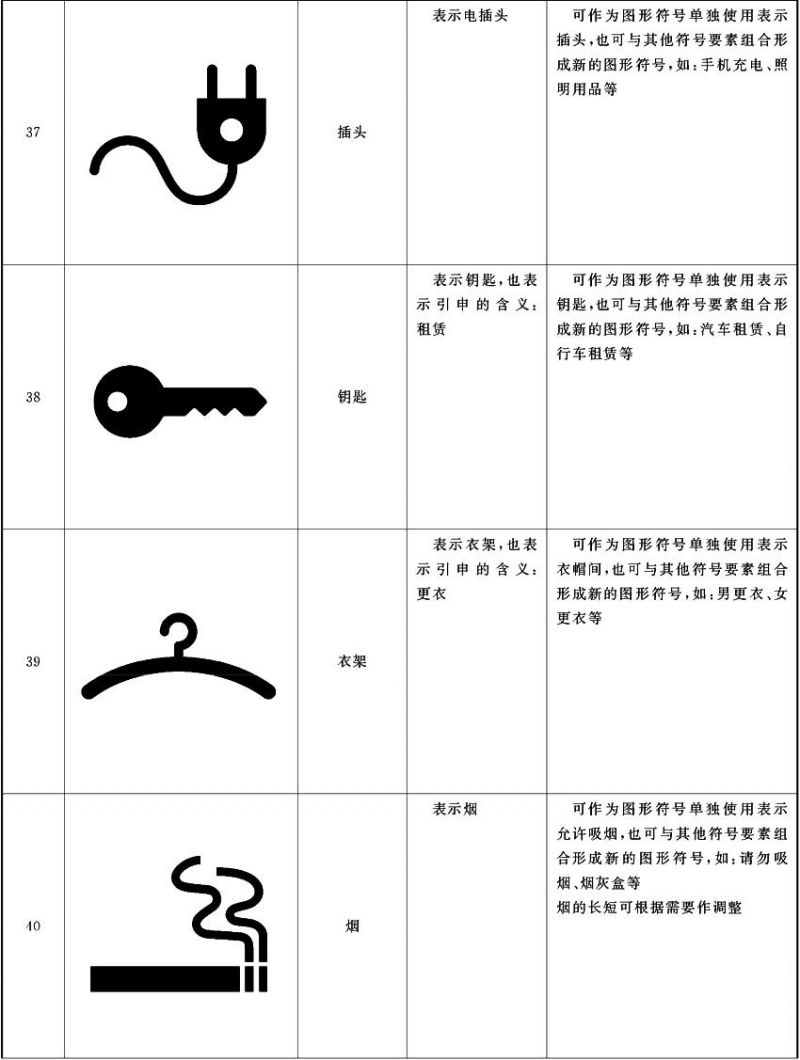 37
插头
表示电插头
可作为图形符号单独使用表示
插头,也可与其他符号要素组合形
成新的图形符号,如:手机充电、照
明用品等
38
钥匙
表示钥匙,也表
示引申的含义:
租赁
可作为图形符号单独使用表示
钥匙,也可与其他符号要素组合形
成新的图形符号,如:汽车租赁、自
行车租赁等
39
衣架
表示衣架,也表
示引申的含义:
更衣
可作为图形符号单独使用表示
衣帽间,也可与其他符号要素组合
形成新的图形符号,如:男更衣、女
更衣等
40
烟
表示烟
可作为图形符号单独使用表示
允许吸烟,也可与其他符号要素组
合形成新的图形符号,如:请勿吸
烟、烟灰盒等
烟的长短可根据需要作调整